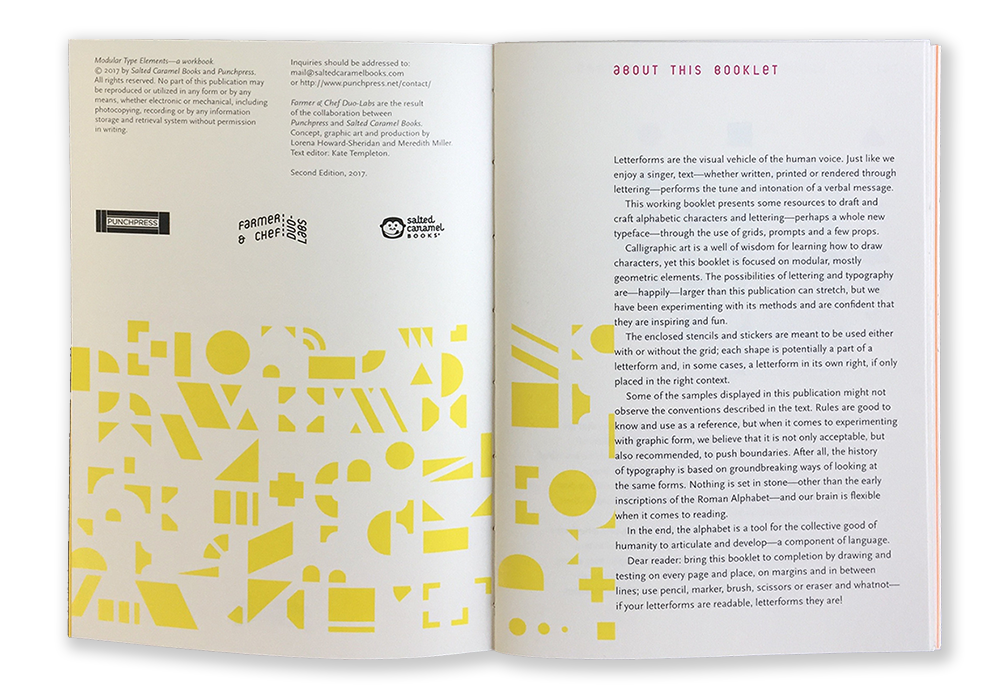 Modular Type Elements—a workbook.
© 2017 by Salted Caramel Books and Punchpress.
All rights reserved. No part of this publication may
be reproduced or utilized in any form or by any
means, whether electronic or mechanical, including
photocopying, recording or by any information
storage and retrieval system without permission
in writing.
Inquiries should be addressed to:
mail@saltedcaramelbooks.com
or http://www.punchpress.net/contact/
Farmer & Chef Duo-Labs are the result
of the collaboration between
Punchpress and Salted Caramel Books.
Concept, graphic art and production by
Lorena Howard-Sheridan and Meredith Miller.
Text editor: Kate Templeton.
Second Edition, 2017.
PUNCHPRESS
FARMER
& CHEF
DUO-
LABS
salted
caramel
BOOKS
ABOUT THIS BOOKLET
Letterforms are the visual vehicle of the human voice. Just like we
enjoy a singer, text—whether written, printed or rendered through
lettering—performs the tune and intonation of a verbal message.
This working booklet presents some resources to draft and
craft alphabetic characters and lettering—perhaps a whole new
typeface—through the use of grids, prompts and a few props.
Calligraphic art is a well of wisdom for learning how to draw
characters, yet this booklet is focused on modular, mostly
geometric elements. The possibilities of lettering and typography
are—happily—larger than this publication can stretch, but we
have been experimenting with its methods and are confident that
they are inspiring and fun.
The enclosed stencils and stickers are meant to be used either
with or without the grid; each shape is potentially a part of a
letterform and, in some cases, a letterform in its own right, if only
placed in the right context.
Some of the samples displayed in this publication might not
observe the conventions described in the text. Rules are good to
know and use as a reference, but when it comes to experimenting
with graphic form, we believe that it is not only acceptable, but
also recommended, to push boundaries. After all, the history
of typography is based on groundbreaking ways of looking at
the same forms. Nothing is set in stone—other than the early
inscriptions of the Roman Alphabet—and our brain is flexible
when it comes to reading.
In the end, the alphabet is a tool for the collective good of
humanity to articulate and develop—a component of language.
Dear reader: bring this booklet to completion by drawing and
testing on every page and place, on margins and in between
lines; use pencil, marker, brush, scissors or eraser and whatnot—
if your letterforms are readable, letterforms they are!